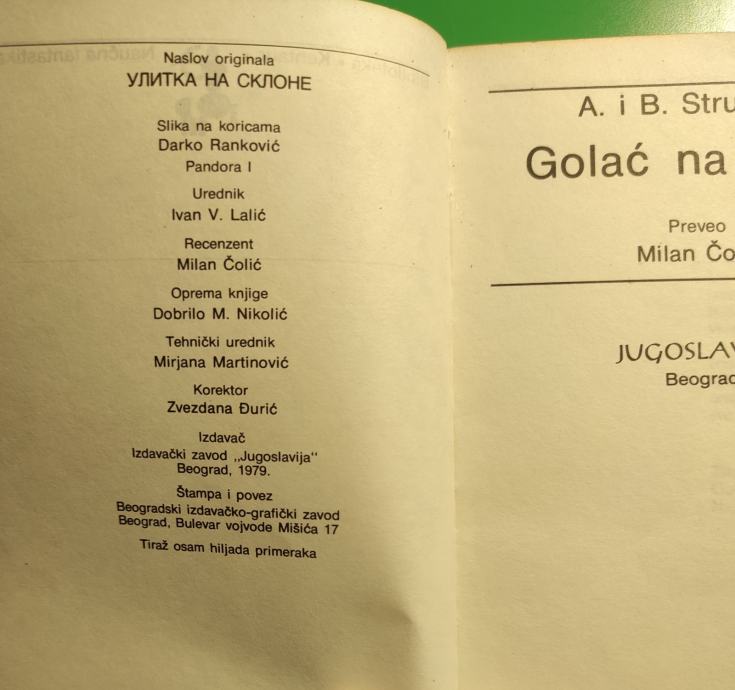 Naslov originala
УЛИТКА НА СКЛОНЕ
Slika na koricama
Darko Ranković
Pandora I
Urednik
Ivan V. Lalić
Recenzent
Milan Čolić
Oprema knjige
Dobrilo M. Nikolić
Tehnički urednik
Mirjana Martinović
Korektor
Zvezdana Đurić
Izdavač
Izdavački zavod „Jugoslavija“
Beograd, 1979.
Štampa i povez
Beogradski izdavačko-grafički zavod
Beograd, Bulevar vojvode Mišića 17
Tiraž osam hiljada primeraka
A. i B. Stru
Golać na
Preveo
Milan Čo
JUGOSLAV
Beograd